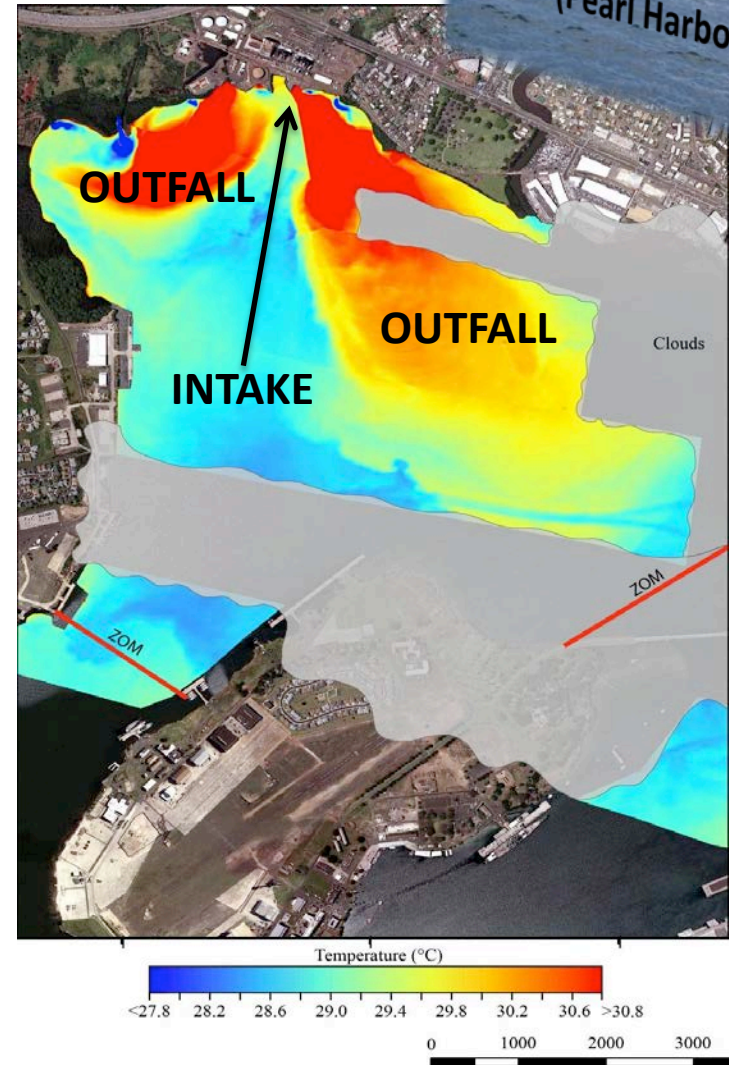 (Pearl Harbo
OUTFALL
OUTFALL
Clouds
INTAKE
ZOM
ZOM
Temperature (°C)
<27.8 28.2 28.6 29.0 29.4 29.8 30.2 30.6 >30.8
0 1000 2000 3000